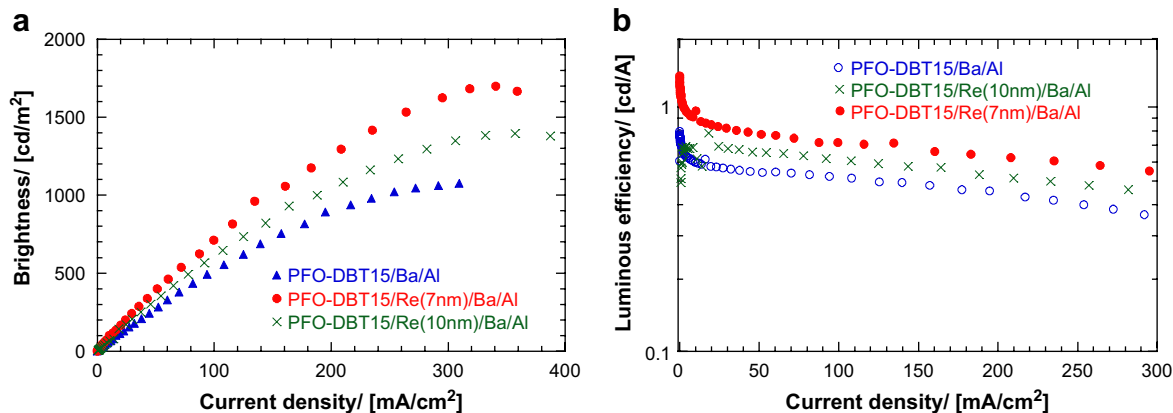 a
2000
1500
1000
500
0
0
100
200
300
400
Brightness/ [cd/m²]
Current density/ [mA/cm²]
PFO-DBT15/Ba/Al
PFO-DBT15/Re(7nm)/Ba/Al
PFO-DBT15/Re(10nm)/Ba/Al
b
1
0.1
0
50
100
150
200
250
300
Luminous efficiency/ [cd/A]
Current density/ [mA/cm²]
PFO-DBT15/Ba/Al
PFO-DBT15/Re(10nm)/Ba/Al
PFO-DBT15/Re(7nm)/Ba/Al